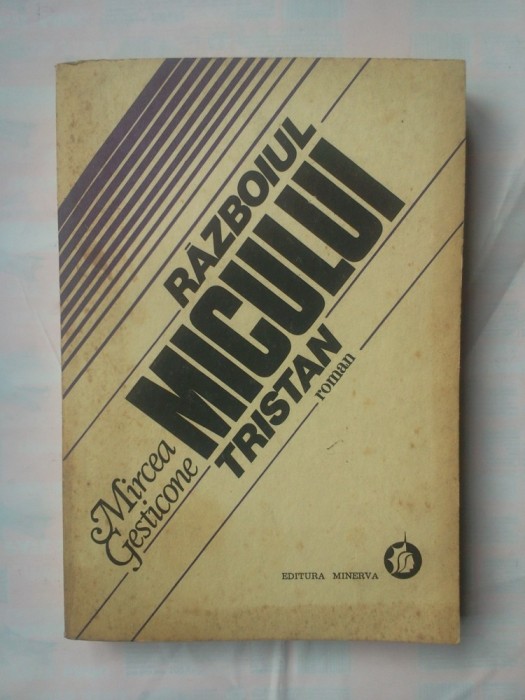 Mircea
Gesticone
RĂZBOIUL
MICULUI
TRISTAN
roman
EDITURA MINERVA